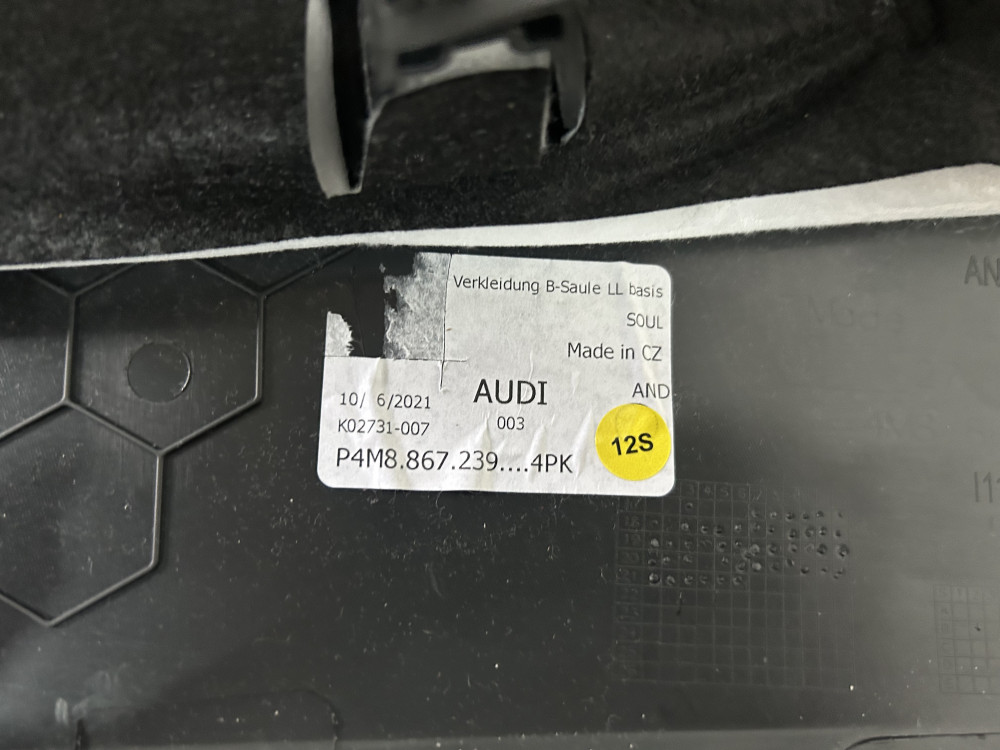 Verkleidung B-Saule LL basis
SOUL
Made in CZ
AUDI
AND
10/ 6/2021
003
K02731-007
12S
P4M8.867.239....4PK